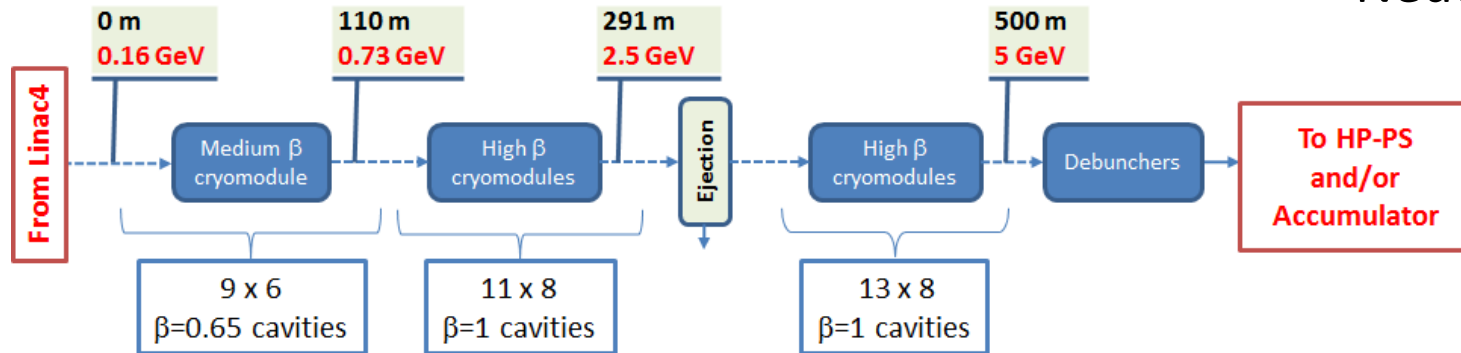 0 m
0.16 GeV
110 m
0.73 GeV
291 m
2.5 GeV
500 m
5 GeV
From Linac4
Medium β
cryomodule
High β
cryomodules
Ejection
High β
cryomodules
Debunchers
To HP-PS
and/or
Accumulator
9 x 6
β=0.65 cavities
11 x 8
β=1 cavities
13 x 8
β=1 cavities